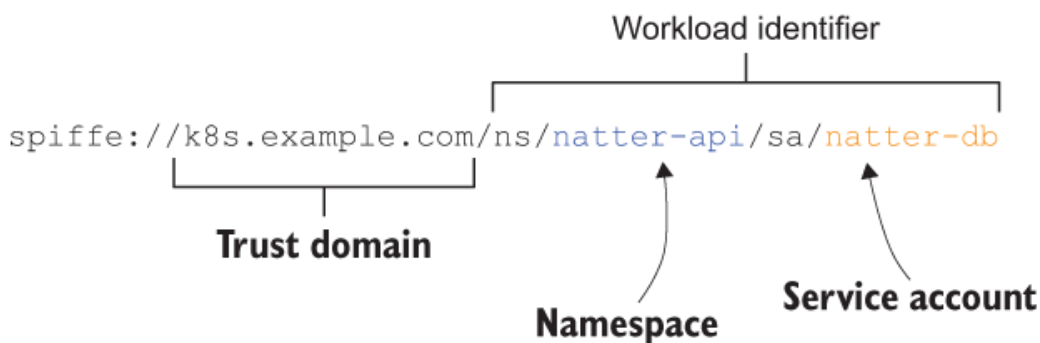 Workload identifier
spiffe://k8s.example.com/ns/natter-api/sa/natter-db
Trust domain
Service account
Namespace